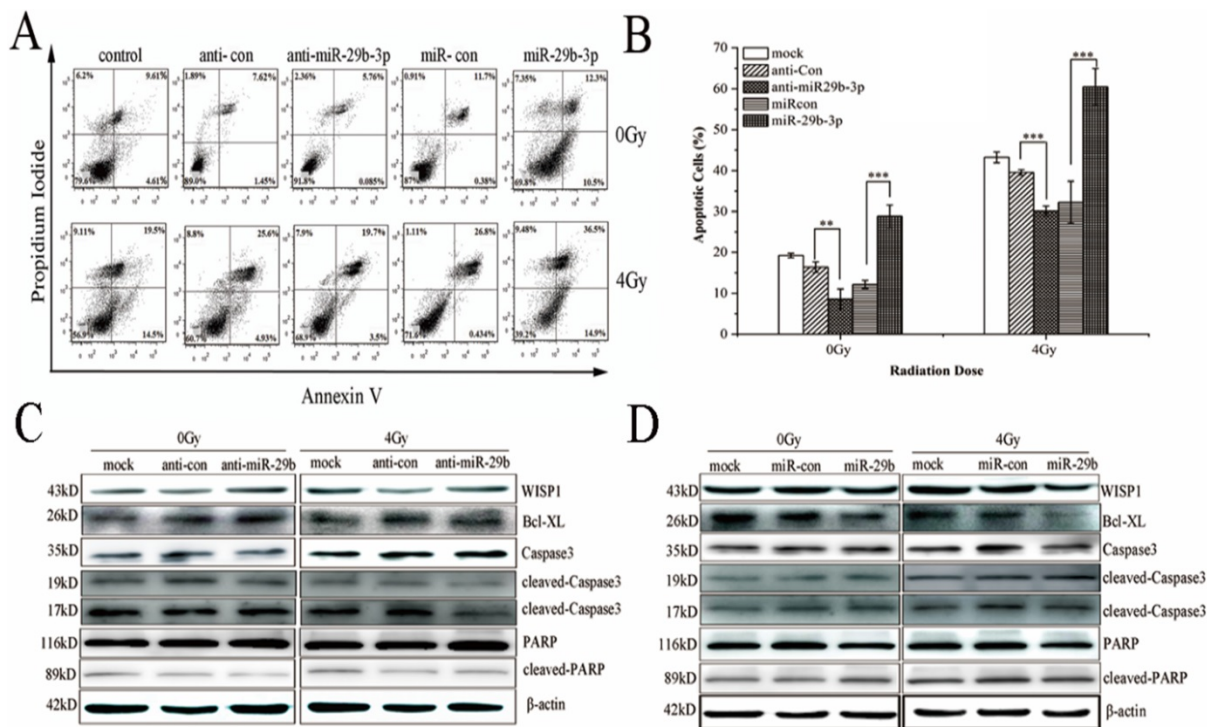 A
control anti- con anti-miR-29b-3p miR- con miR-29b-3p
6.2% 9.61% 1.89% 7.62% 2.36% 5.76% 0.91% 11.7% 7.35% 12.3%
0Gy
79.6% 4.61% 89.0% 1.45% 91.8% 0.085% 87% 0.38% 69.8% 10.5%
9.11% 19.5% 8.8% 25.6% 7.9% 19.7% 1.11% 26.8% 9.48% 36.5%
4Gy
56.9% 14.5% 60.7% 4.93% 68.9% 3.5% 71.6% 0.434% 39.2% 14.9%
Propidium Iodide
Annexin V
B
mock
anti-Con
anti-miR29b-3p
miRcon
miR-29b-3p
** *** *** ***
70
60
50
40
30
20
10
0
Apoptotic Cells (%)
0Gy 4Gy
Radiation Dose
C
0Gy 4Gy
mock anti-con anti-miR-29b mock anti-con anti-miR-29b
43kD WISP1
26kD Bcl-XL
35kD Caspase3
19kD cleaved-Caspase3
17kD cleaved-Caspase3
116kD PARP
89kD cleaved-PARP
42kD β-actin
D
0Gy 4Gy
mock miR-con miR-29b mock miR-con miR-29b
43kD WISP1
26kD Bcl-XL
35kD Caspase3
19kD cleaved-Caspase3
17kD cleaved-Caspase3
116kD PARP
89kD cleaved-PARP
42kD β-actin